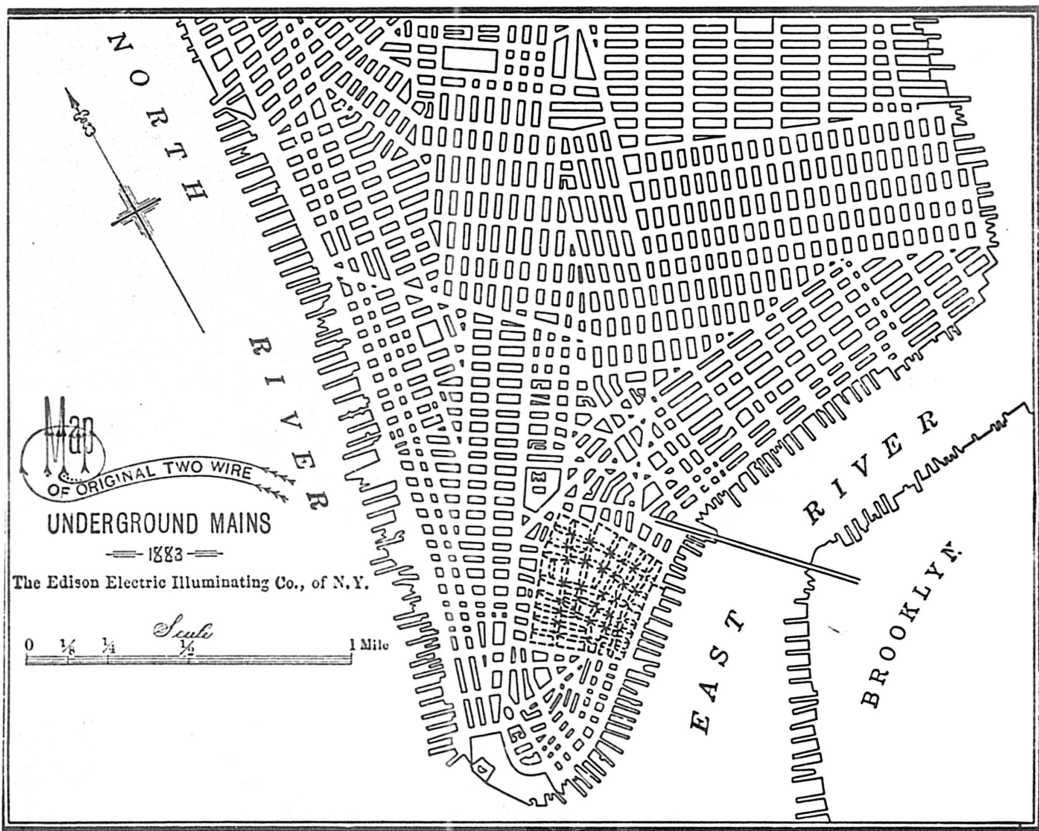 NORTH
RIVER
Map
OF ORIGINAL TWO WIRE
UNDERGROUND MAINS
1883
The Edison Electric Illuminating Co., of N.Y.
Scale
0 1/8 1/4 1/2 1 Mile
EAST
RIVER
BROOKLYN.